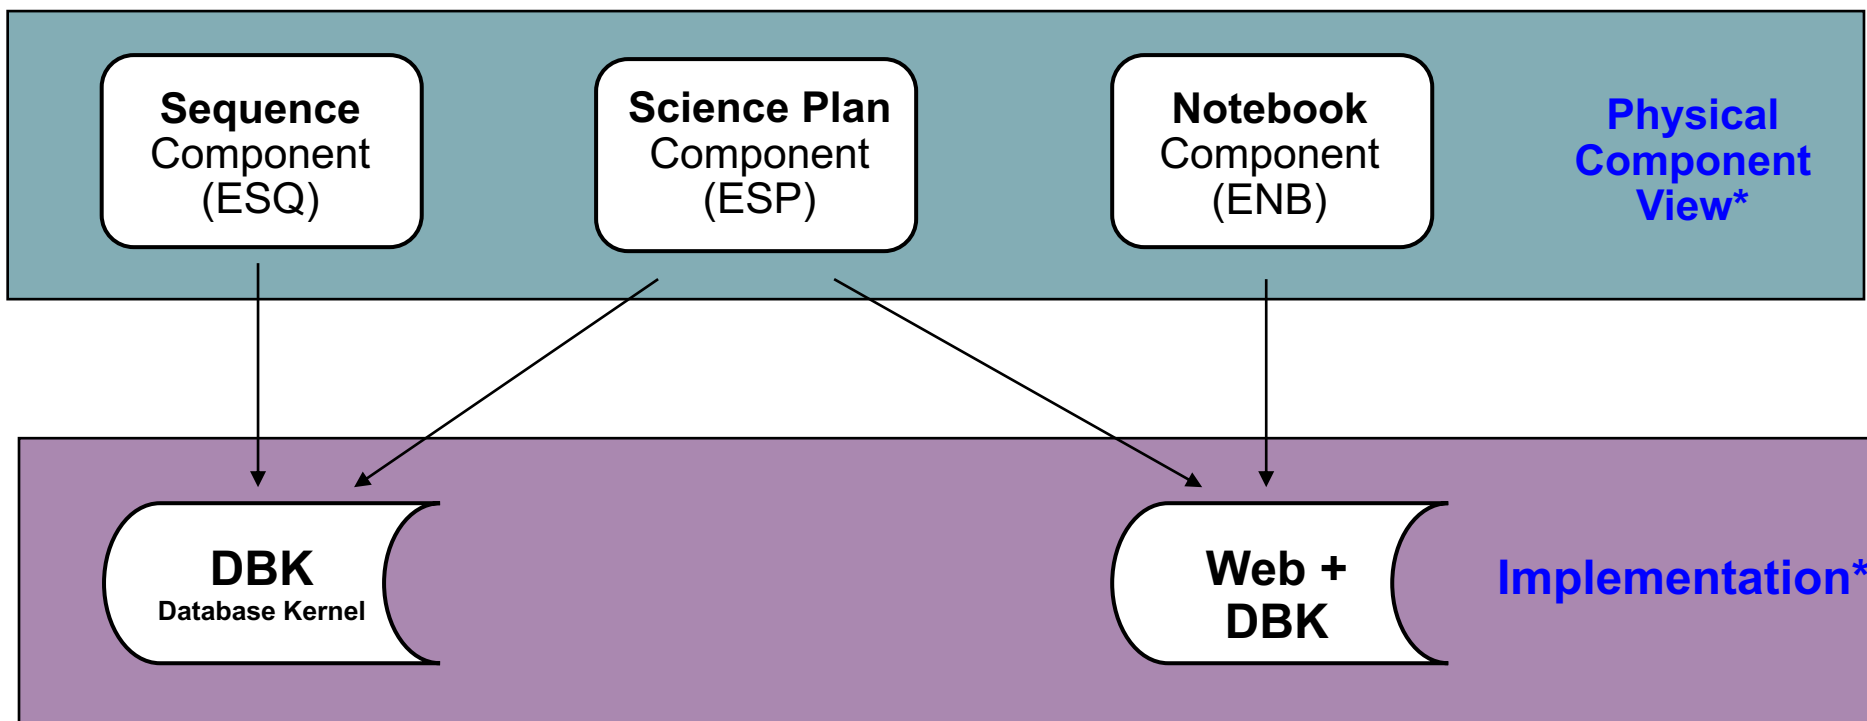 Sequence
Component
(ESQ)
Science Plan
Component
(ESP)
Notebook
Component
(ENB)
Physical
Component
View*
DBK
Database Kernel
Web +
DBK
Implementation*